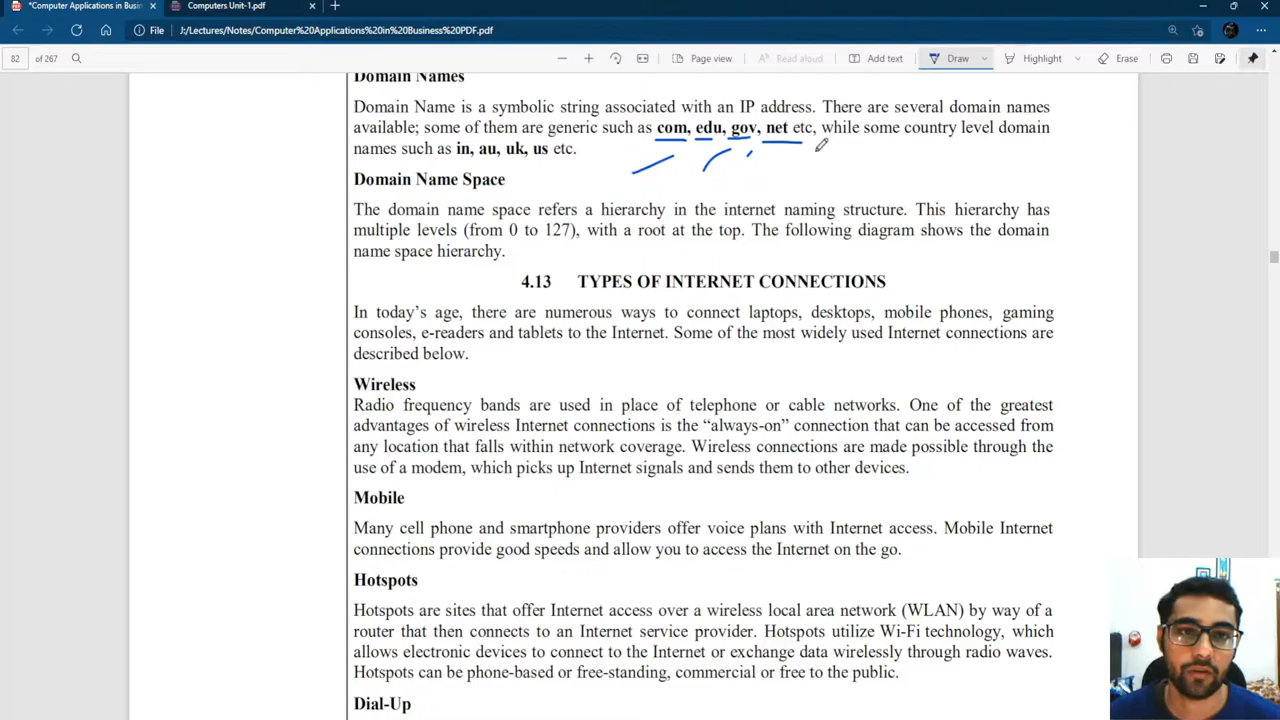 *Computer Applications in Busin
Computers Unit-1.pdf
File
J:/Lectures/Notes/Computer%20Applications%20in%20Business%20PDF.pdf
82 of 267
Page view
Read aloud
Add text
Draw
Highlight
Erase
Domain Names
Domain Name is a symbolic string associated with an IP address. There are several domain names
available; some of them are generic such as com, edu, gov, net etc, while some country level domain
names such as in, au, uk, us etc.
Domain Name Space
The domain name space refers a hierarchy in the internet naming structure. This hierarchy has
multiple levels (from 0 to 127), with a root at the top. The following diagram shows the domain
name space hierarchy.
4.13 TYPES OF INTERNET CONNECTIONS
In today's age, there are numerous ways to connect laptops, desktops, mobile phones, gaming
consoles, e-readers and tablets to the Internet. Some of the most widely used Internet connections are
described below.
Wireless
Radio frequency bands are used in place of telephone or cable networks. One of the greatest
advantages of wireless Internet connections is the “always-on” connection that can be accessed from
any location that falls within network coverage. Wireless connections are made possible through the
use of a modem, which picks up Internet signals and sends them to other devices.
Mobile
Many cell phone and smartphone providers offer voice plans with Internet access. Mobile Internet
connections provide good speeds and allow you to access the Internet on the go.
Hotspots
Hotspots are sites that offer Internet access over a wireless local area network (WLAN) by way of a
router that then connects to an Internet service provider. Hotspots utilize Wi-Fi technology, which
allows electronic devices to connect to the Internet or exchange data wirelessly through radio waves.
Hotspots can be phone-based or free-standing, commercial or free to the public.
Dial-Up